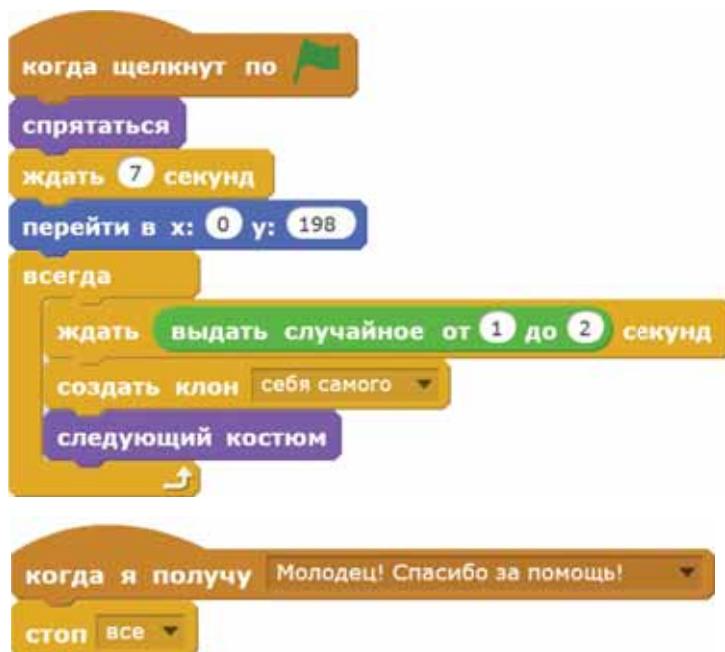 когда щелкнут по
спрятаться
ждать 7 секунд
перейти в x: 0 y: 198
всегда
ждать выдать случайное от 1 до 2 секунд
создать клон себя самого
следующий костюм
когда я получу Молодец! Спасибо за помощь!
стоп все